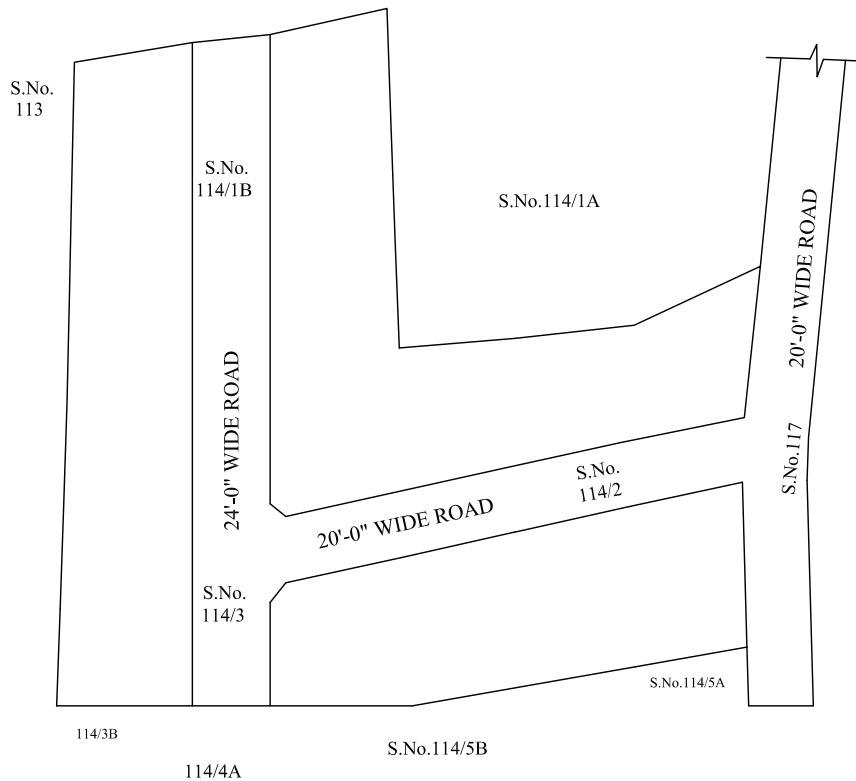 S.No.
113
S.No.
114/1B
S.No.114/1A
20'-0" WIDE ROAD
24'-0" WIDE ROAD
S.No.117
S.No.
114/2
20'-0" WIDE ROAD
S.No.
114/3
S.No.114/5A
114/3B
S.No.114/5B
114/4A